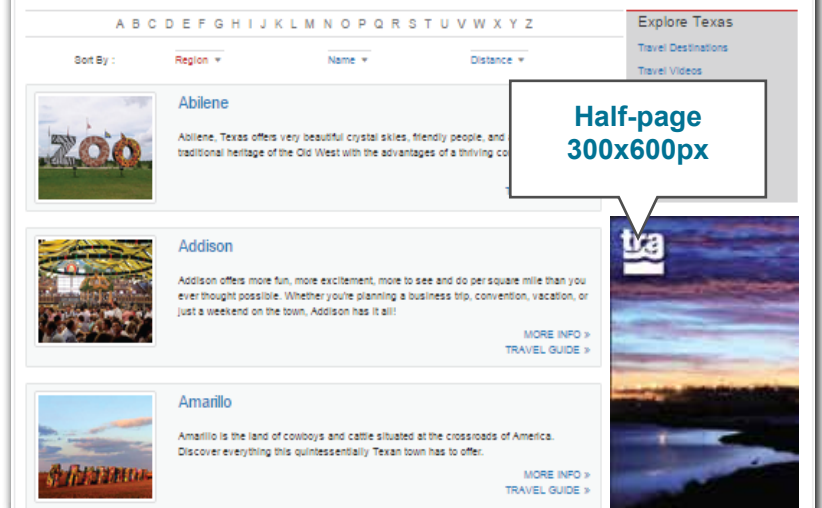 A B C D E F G H I J K L M N O P Q R S T U V W X Y Z
Explore Texas
Travel Destinations
Travel Videos
Sort By :
Region
Name
Distance
Half-page
300x600px
Abilene
Abilene, Texas offers very beautiful crystal skies, friendly people, and
traditional heritage of the Old West with the advantages of a thriving
ZOO
tra
Addison
Addison offers more fun, more excitement, more to see and do per square mile than you
ever thought possible. Whether you're planning a business trip, convention, vacation, or
just a weekend on the town, Addison has it all!
MORE INFO »
TRAVEL GUIDE »
Amarillo
Amarillo is the land of cowboys and cattle situated at the crossroads of America.
Discover everything this quintessentially Texan town has to offer.
MORE INFO »
TRAVEL GUIDE »